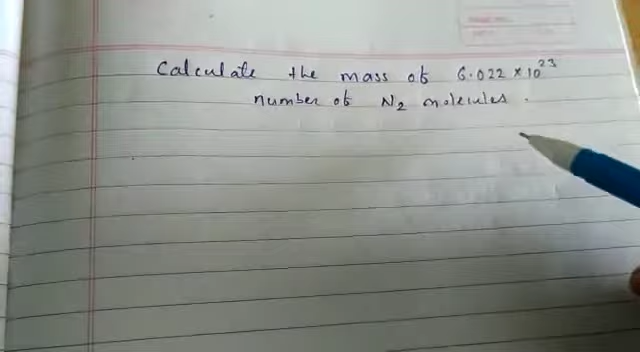 Calculate the mass of 6.022 × 10²³
number of N₂ molecules.